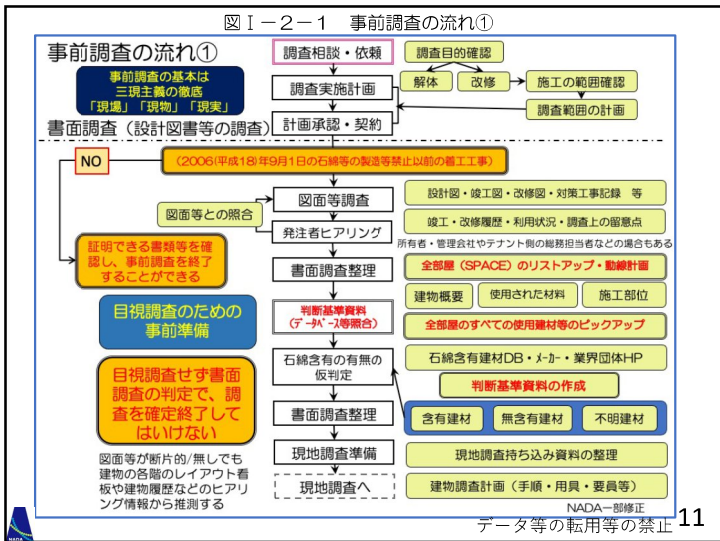 図Ⅰ－２－１　事前調査の流れ①
事前調査の流れ①
事前調査の基本は
三現主義の徹底
「現場」「現物」「現実」
調査相談・依頼
調査実施計画
計画承認・契約
調査目的確認
解体
改修
施工の範囲確認
調査範囲の計画
書面調査（設計図書等の調査）
NO
（2006(平成18)年9月1日の石綿等の製造等禁止以前の着工工事）
図面等調査
図面等との照合
発注者ヒアリング
設計図・竣工図・改修図・対策工事記録　等
竣工・改修履歴・利用状況・調査上の留意点
所有者・管理会社やテナント側の総務担当者などの場合もある
証明できる書類等を確
認し、事前調査を終了
することができる
書面調査整理
全部屋（SPACE）のリストアップ・動線計画
建物概要
使用された材料
施工部位
目視調査のための
事前準備
判断基準資料
(ﾃﾞｰﾀﾍﾞｰｽ等照合)
全部屋のすべての使用建材等のピックアップ
石綿含有の有無の
仮判定
石綿含有建材DB・ﾒｰｶｰ・業界団体HP
判断基準資料の作成
目視調査せず書面
調査の判定で、調
査を確定終了して
はいけない
書面調査整理
含有建材
無含有建材
不明建材
現地調査準備
現地調査持ち込み資料の整理
図面等が断片的/無しでも
建物の各階のレイアウト看
板や建物履歴などのヒアリ
ング情報から推測する
現地調査へ
建物調査計画（手順・用具・要員等）
NADA一部修正
データ等の転用等の禁止
11
NADA